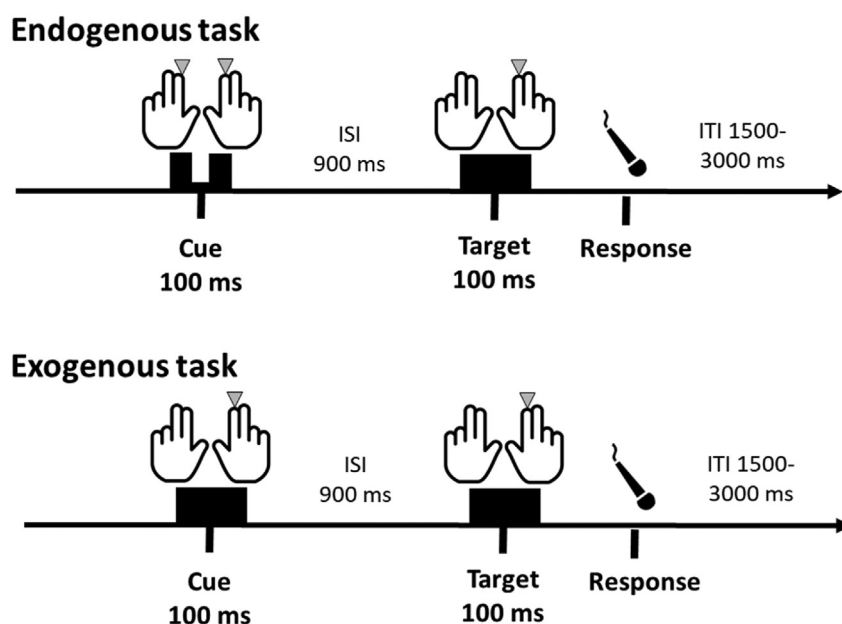 Endogenous task
ISI
900 ms
ITI 1500-
3000 ms
Cue
100 ms
Target
100 ms
Response
Exogenous task
ISI
900 ms
ITI 1500-
3000 ms
Cue
100 ms
Target
100 ms
Response